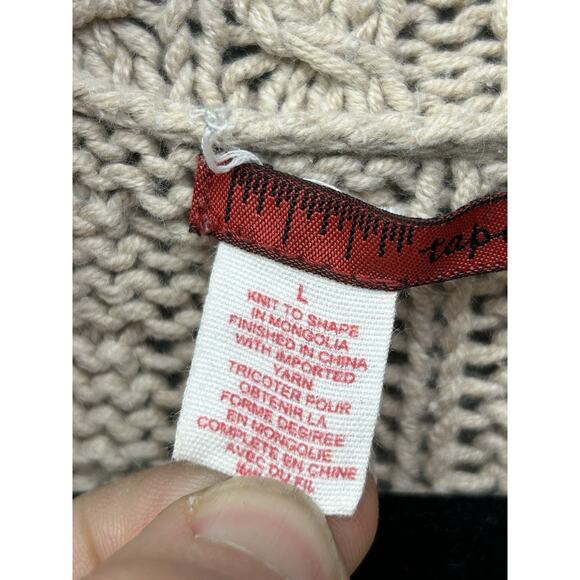 tap
L
KNIT TO SHAPE
IN MONGOLIA
FINISHED IN CHINA
WITH IMPORTED
YARN
TRICOTER POUR
OBTENIR LA
FORME DESIREE
EN MONGOLIE
COMPLETE EN CHINE
AVEC DU FIL